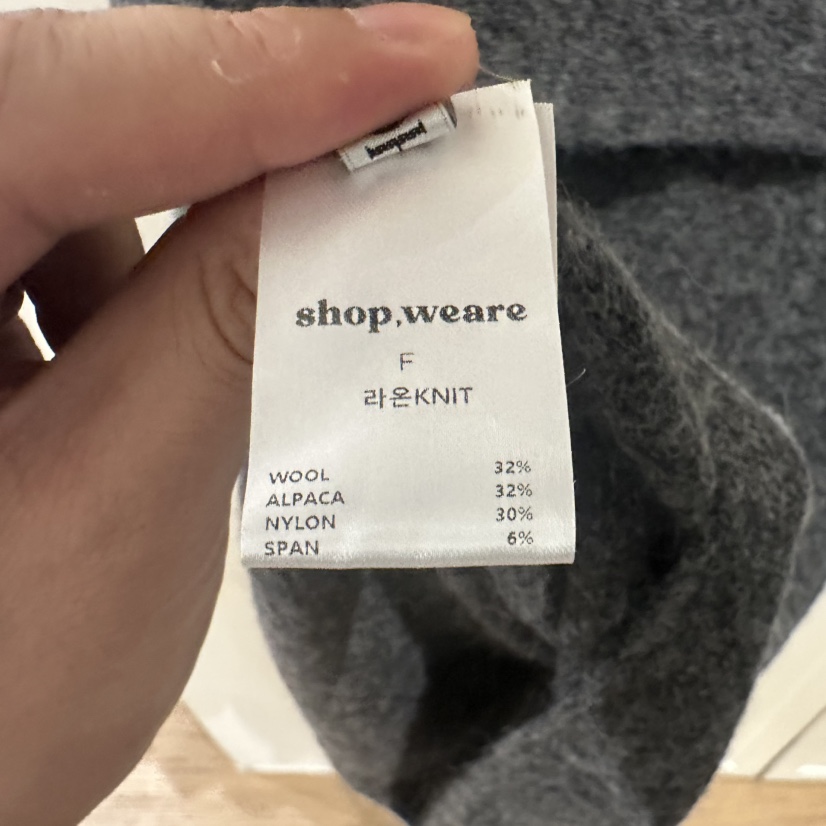 shop,weare
F
라온KNIT
WOOL 32%
ALPACA 32%
NYLON 30%
SPAN 6%